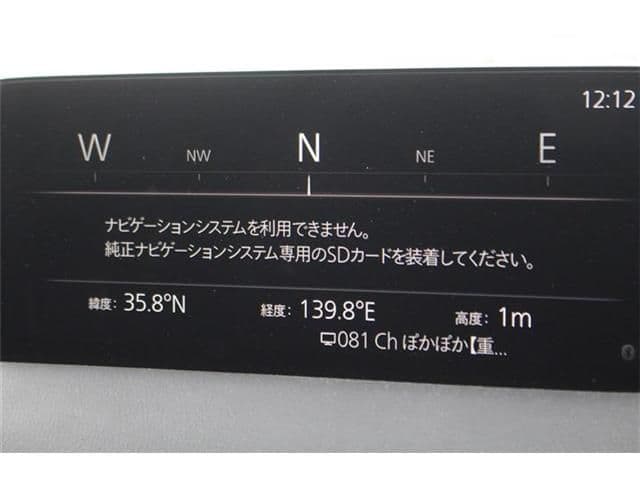 12:12
W NW N NE E
ナビゲーションシステムを利用できません。
純正ナビゲーションシステム専用のSDカードを装着してください。
緯度: 35.8°N 経度: 139.8°E 高度: 1m
081 Ch ぽかぽか【重...